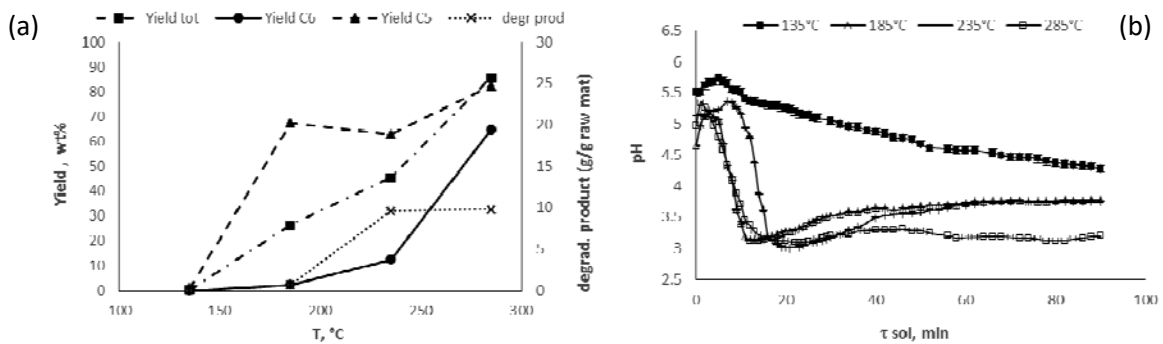 (a)
Yield tot Yield C6 Yield C5 degr prod
100
90
80
70
60
50
40
30
20
10
0
Yield , wt%
30
25
20
15
10
5
0
degrad. product (g/g raw mat)
100 150 200 250 300
T, °C
(b)
135°C 185°C 235°C 285°C
6.5
6
5.5
5
4.5
4
3.5
3
2.5
pH
0 20 40 60 80 100
τ sol, min